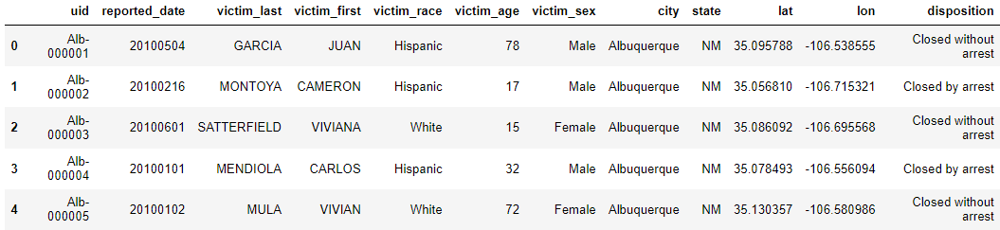 uid reported_date victim_last victim_first victim_race victim_age victim_sex city state lat lon disposition
0 Alb-000001 20100504 GARCIA JUAN Hispanic 78 Male Albuquerque NM 35.095788 -106.538555 Closed without arrest
1 Alb-000002 20100216 MONTOYA CAMERON Hispanic 17 Male Albuquerque NM 35.056810 -106.715321 Closed by arrest
2 Alb-000003 20100601 SATTERFIELD VIVIANA White 15 Female Albuquerque NM 35.086092 -106.695568 Closed without arrest
3 Alb-000004 20100101 MENDIOLA CARLOS Hispanic 32 Male Albuquerque NM 35.078493 -106.556094 Closed by arrest
4 Alb-000005 20100102 MULA VIVIAN White 72 Female Albuquerque NM 35.130357 -106.580986 Closed without arrest